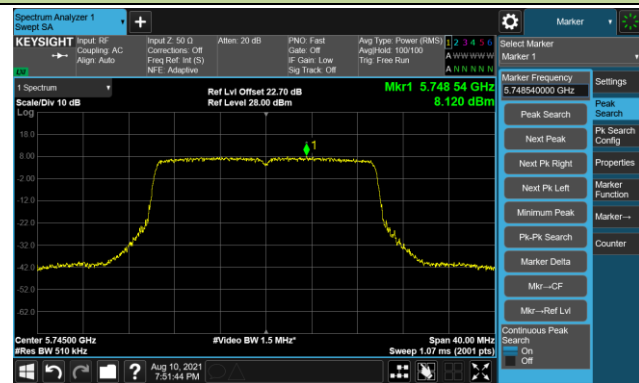 Spectrum Analyzer 1
Swept SA
Marker
KEYSIGHT
Input: RF
Coupling: AC
Align: Auto
Input Z: 50 Ω
Corrections: Off
Freq Ref: Int (S)
NFE: Adaptive
Atten: 20 dB
PNO: Fast
Gate: Off
IF Gain: Low
Sig Track: Off
Avg Type: Power (RMS)
Avg|Hold: 100/100
Trig: Free Run
1 2 3 4 5 6
A W W W W W
A N N N N N
Select Marker
Marker 1
1 Spectrum
Scale/Div 10 dB
Log
Ref Lvl Offset 22.70 dB
Ref Level 28.00 dBm
Mkr1 5.748 54 GHz
8.120 dBm
18.0
8.00
-2.00
-12.0
-22.0
-32.0
-42.0
-52.0
-62.0
1
Center 5.74500 GHz
#Res BW 510 kHz
#Video BW 1.5 MHz*
Span 40.00 MHz
Sweep 1.07 ms (2001 pts)
Marker Frequency
5.748540000 GHz
Peak Search
Next Peak
Next Pk Right
Next Pk Left
Minimum Peak
Pk-Pk Search
Marker Delta
Mkr→CF
Mkr→Ref Lvl
Continuous Peak
Search
On
Off
Settings
Peak
Search
Pk Search
Config
Properties
Marker
Function
Marker→
Counter
?
Aug 10, 2021
7:51:44 PM